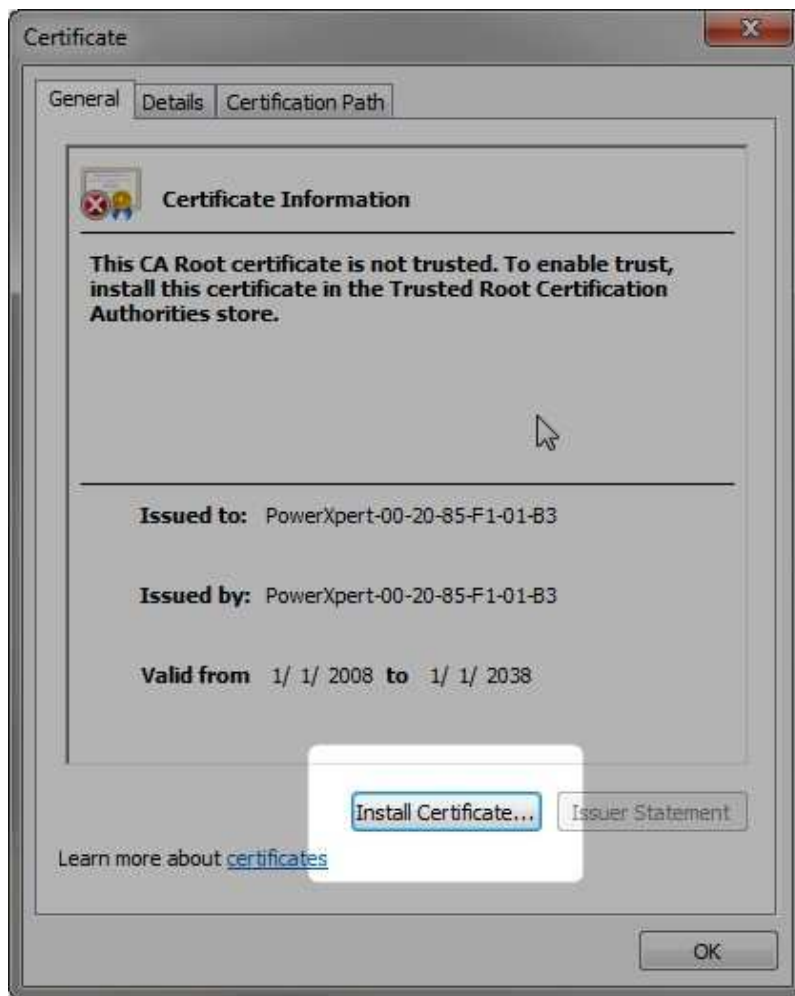 Certificate
General Details Certification Path
Certificate Information
This CA Root certificate is not trusted. To enable trust,
install this certificate in the Trusted Root Certification
Authorities store.
Issued to: PowerXpert-00-20-85-F1-01-B3
Issued by: PowerXpert-00-20-85-F1-01-B3
Valid from 1/ 1/ 2008 to 1/ 1/ 2038
Install Certificate... Issuer Statement
Learn more about certificates
OK